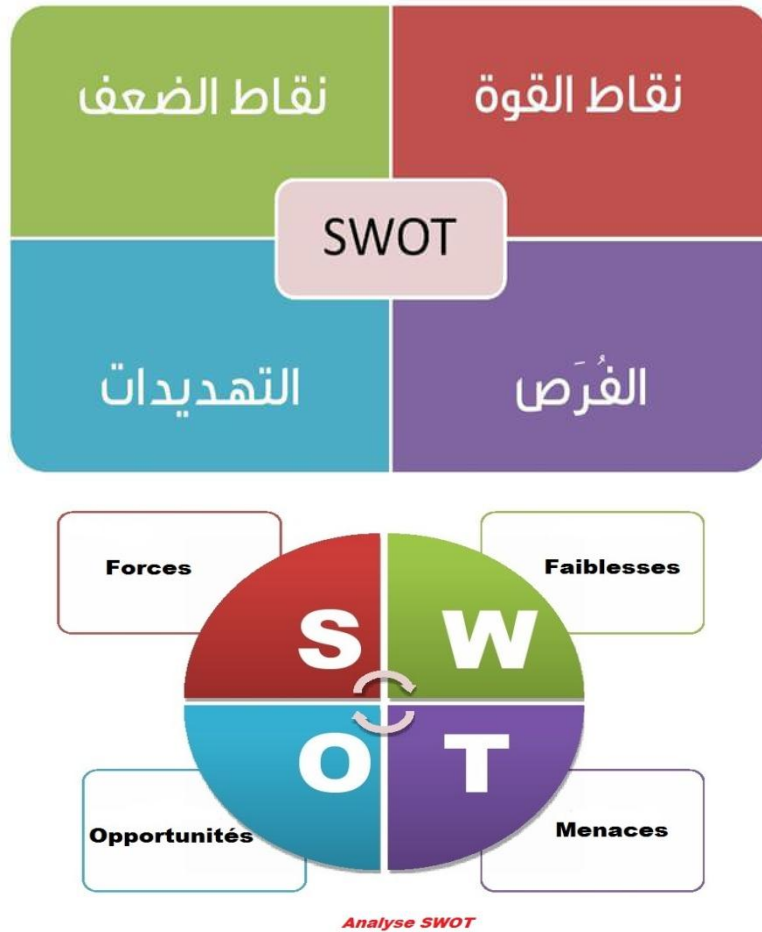 نقاط القوة
نقاط الضعف
SWOT
الفُرَص
التهديدات
Forces
Faiblesses
S
W
O
T
Opportunités
Menaces
Analyse SWOT